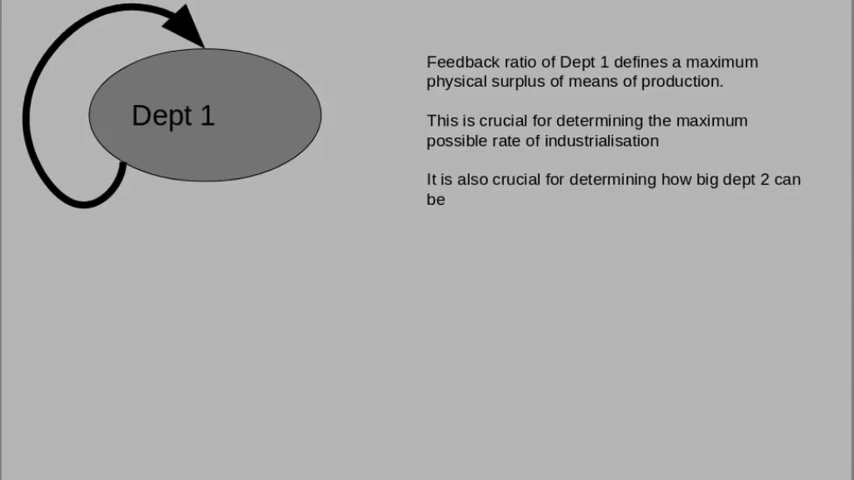 Dept 1
Feedback ratio of Dept 1 defines a maximum
physical surplus of means of production.
This is crucial for determining the maximum
possible rate of industrialisation
It is also crucial for determining how big dept 2 can
be